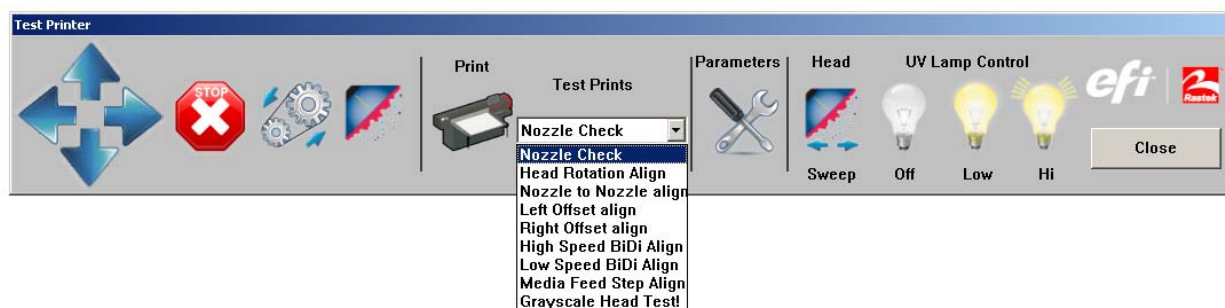 Test Printer
STOP
Print
Test Prints
Nozzle Check
Nozzle Check
Head Rotation Align
Nozzle to Nozzle align
Left Offset align
Right Offset align
High Speed BiDi Align
Low Speed BiDi Align
Media Feed Step Align
Grayscale Head Test!
Parameters
Head
Sweep
UV Lamp Control
Off
Low
Hi
efi
Rastek
Close